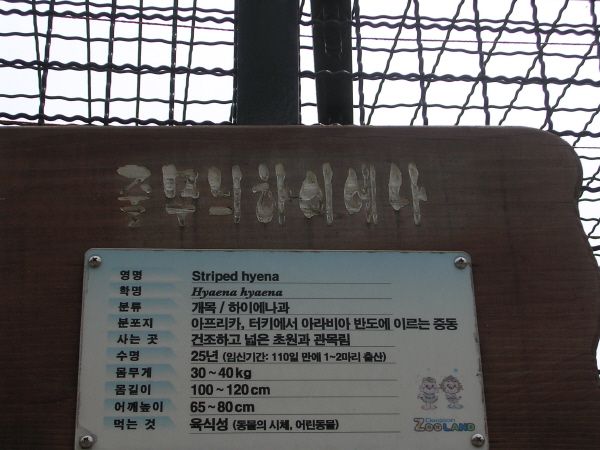 줄무늬하이에나
영명 Striped hyena
학명 Hyaena hyaena
분류 개목 / 하이에나과
분포지 아프리카, 터키에서 아라비아 반도에 이르는 중동
사는 곳 건조하고 넓은 초원과 관목림
수명 25년 (임신기간: 110일 만에 1~2마리 출산)
몸무게 30~40kg
몸길이 100~120cm
어깨높이 65~80cm
먹는 것 육식성 (동물의 시체, 어린동물)
ZOOLAND